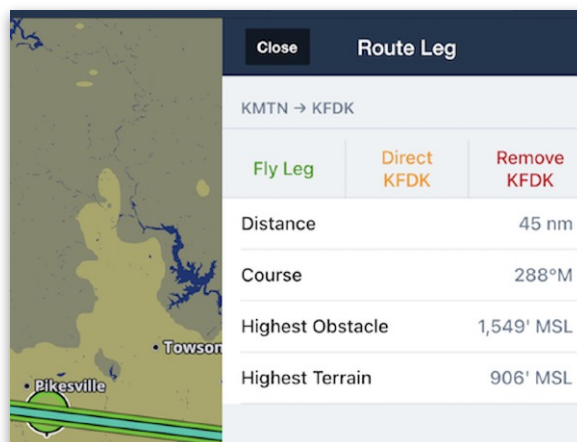 Close
Route Leg
KMTN → KFDK
Fly Leg
Direct
KFDK
Remove
KFDK
Distance
45 nm
Course
288°M
Highest Obstacle
1,549' MSL
Highest Terrain
906' MSL
Towson
Pikesville